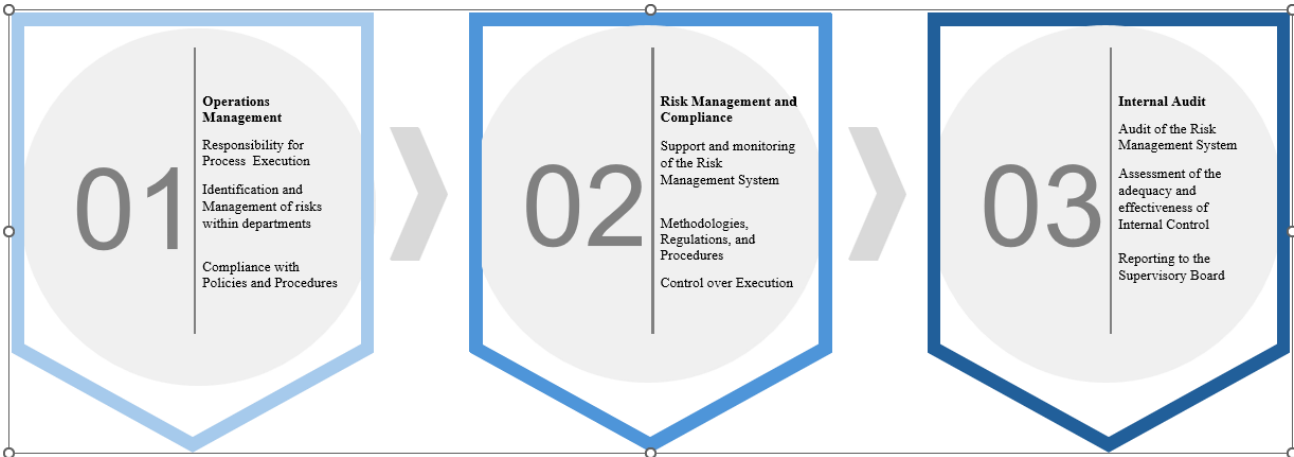 01
Operations
Management
Responsibility for
Process Execution
Identification and
Management of risks
within departments
Compliance with
Policies and Procedures
02
Risk Management and
Compliance
Support and monitoring
of the Risk
Management System
Methodologies,
Regulations, and
Procedures
Control over Execution
03
Internal Audit
Audit of the Risk
Management System
Assessment of the
adequacy and
effectiveness of
Internal Control
Reporting to the
Supervisory Board